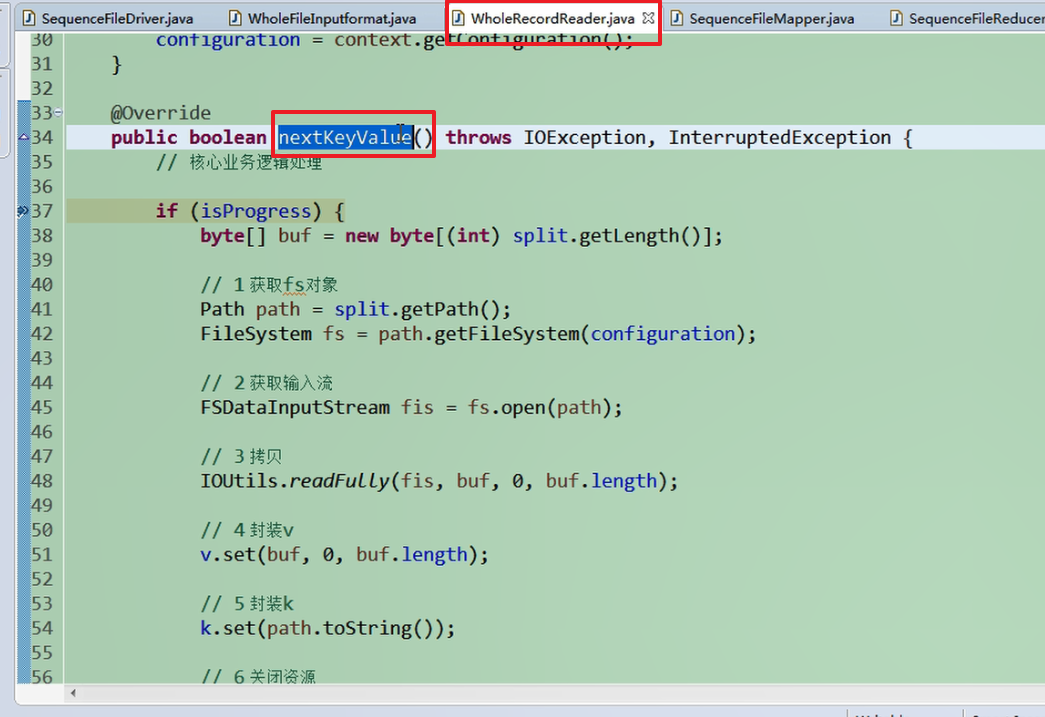 SequenceFileDriver.java WholeFileInputformat.java WholeRecordReader.java SequenceFileMapper.java SequenceFileReducer
30 configuration = context.getConfiguration();
31 }
32
33 @Override
34 public boolean nextKeyValue() throws IOException, InterruptedException {
35 // 核心业务逻辑处理
36
37 if (isProgress) {
38 byte[] buf = new byte[(int) split.getLength()];
39
40 // 1 获取fs对象
41 Path path = split.getPath();
42 FileSystem fs = path.getFileSystem(configuration);
43
44 // 2 获取输入流
45 FSDataInputStream fis = fs.open(path);
46
47 // 3 拷贝
48 IOUtils.readFully(fis, buf, 0, buf.length);
49
50 // 4 封装v
51 v.set(buf, 0, buf.length);
52
53 // 5 封装k
54 k.set(path.toString());
55
56 // 6 关闭资源